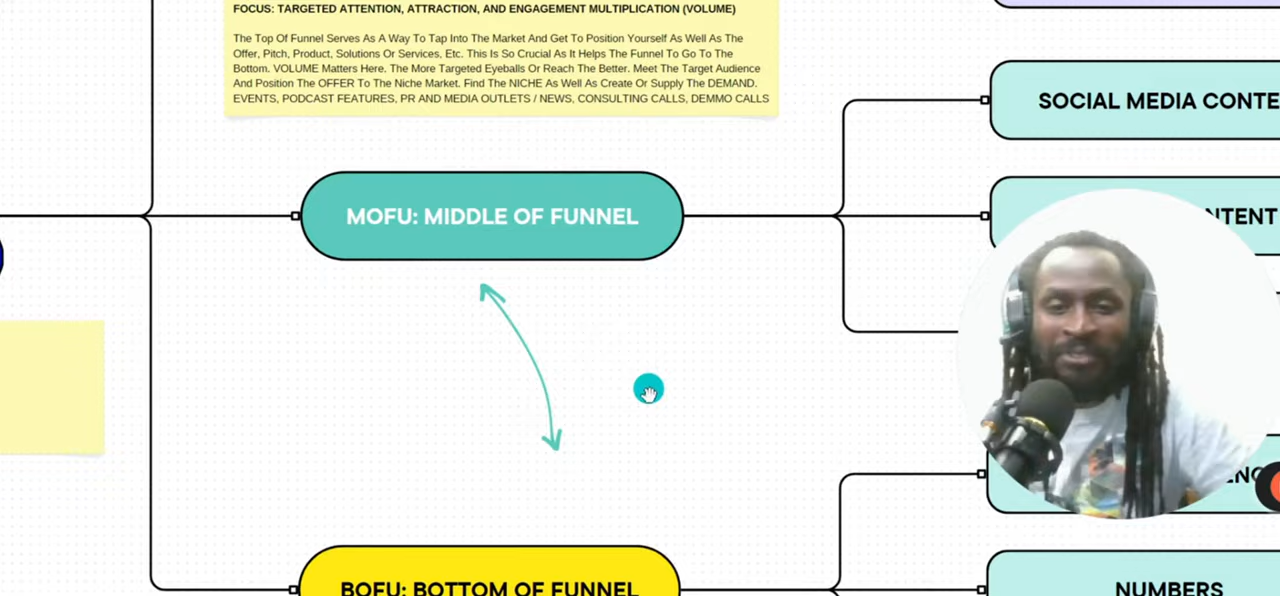 FOCUS: TARGETED ATTENTION, ATTRACTION, AND ENGAGEMENT MULTIPLICATION (VOLUME)
The Top Of Funnel Serves As A Way To Tap Into The Market And Get To Position Yourself As Well As The
Offer, Pitch, Product, Solutions Or Services, Etc. This Is So Crucial As It Helps The Funnel To Go To The
Bottom. VOLUME Matters Here. The More Targeted Eyeballs Or Reach The Better. Meet The Target Audience
And Position The OFFER To The Niche Market. Find The NICHE As Well As Create Or Supply The DEMAND.
EVENTS, PODCAST FEATURES, PR AND MEDIA OUTLETS / NEWS, CONSULTING CALLS, DEMMO CALLS
SOCIAL MEDIA
MOFU: MIDDLE OF FUNNEL
BOFU: BOTTOM OF FUNNEL
NUMBERS